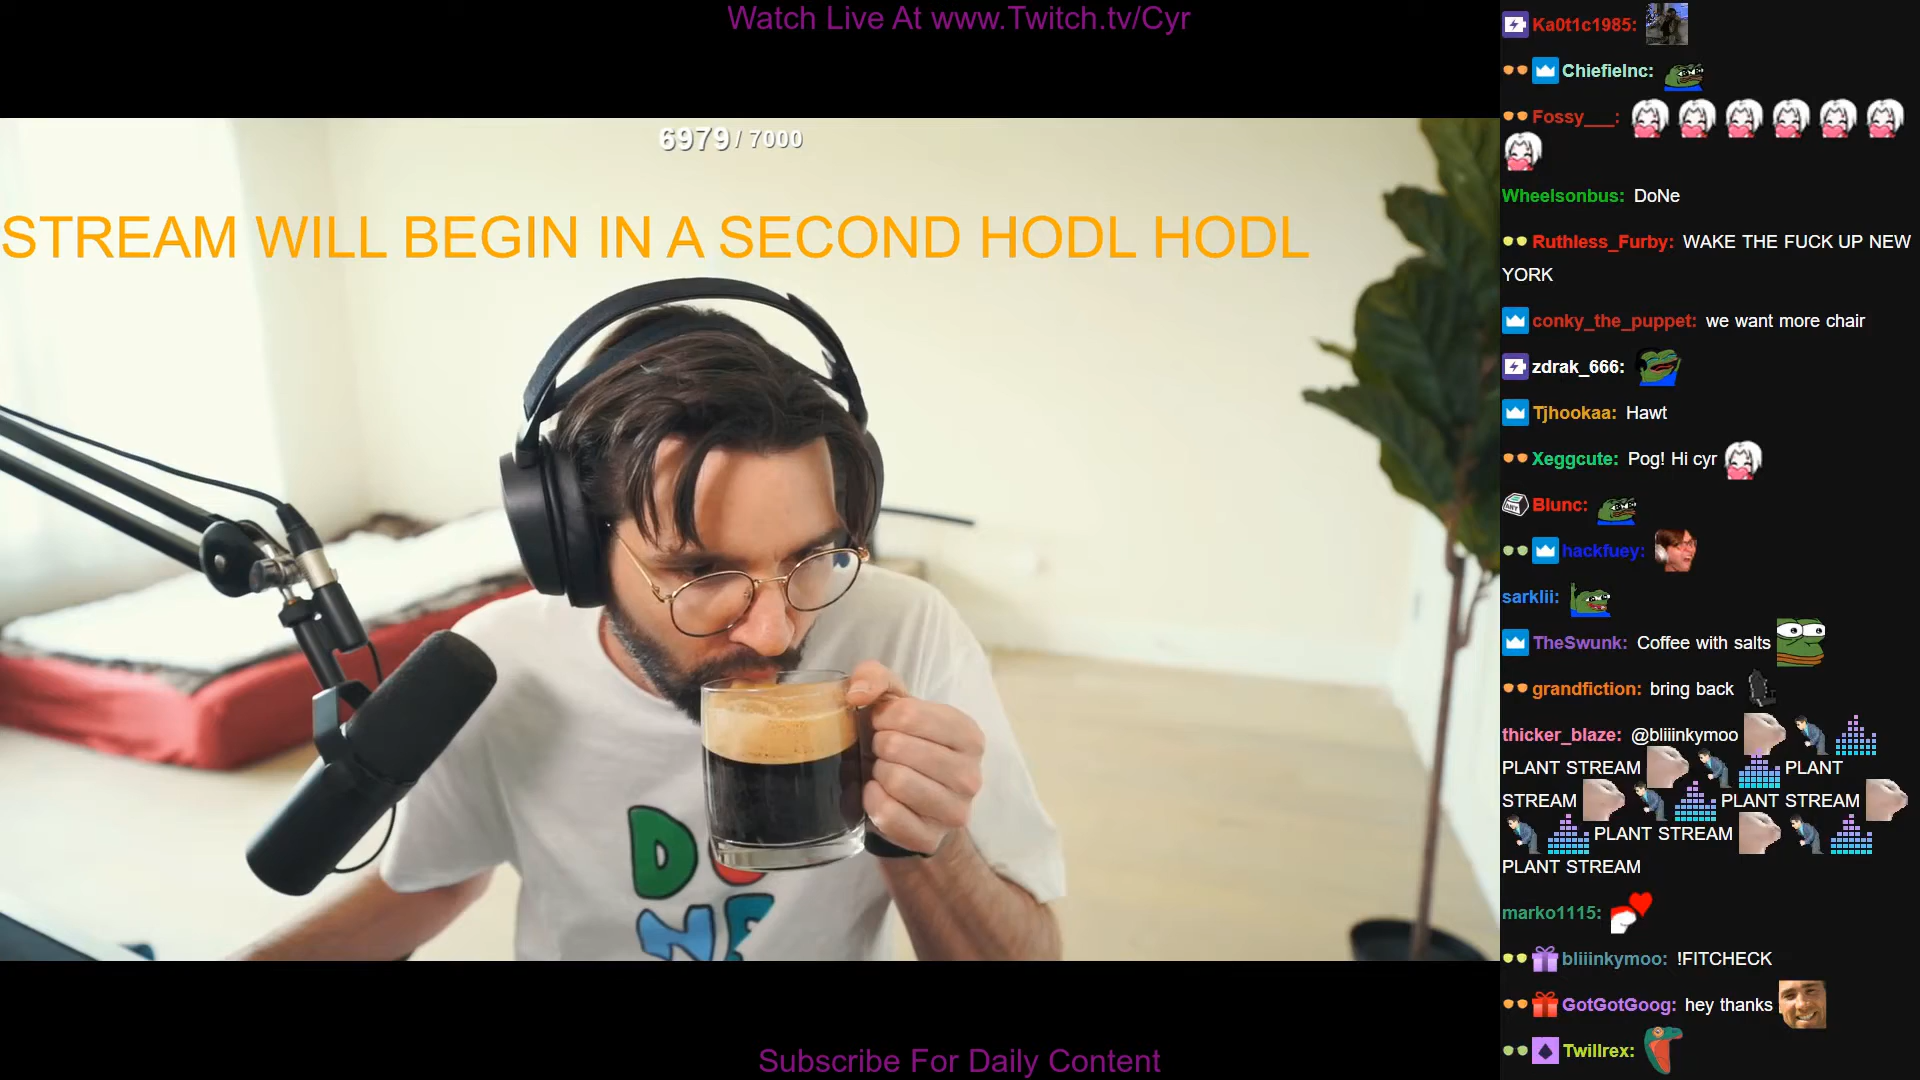 Watch Live At www.Twitch.tv/Cyr
6979 / 7000
STREAM WILL BEGIN IN A SECOND HODL HODL
DONE
Subscribe For Daily Content
Ka0t1c1985:
ChiefieInc:
Fossy___:
Wheelsonbus: DoNe
Ruthless_Furby: WAKE THE FUCK UP NEW
YORK
conky_the_puppet: we want more chair
zdrak_666:
Tjhookaa: Hawt
Xeggcute: Pog! Hi cyr
Blunc:
hackfuey:
sarklii:
TheSwunk: Coffee with salts
grandfiction: bring back
thicker_blaze: @bliiinkymoo
PLANT STREAM PLANT
STREAM PLANT STREAM
PLANT STREAM
PLANT STREAM
marko1115:
bliiinkymoo: !FITCHECK
GotGotGoog: hey thanks
Twillrex: